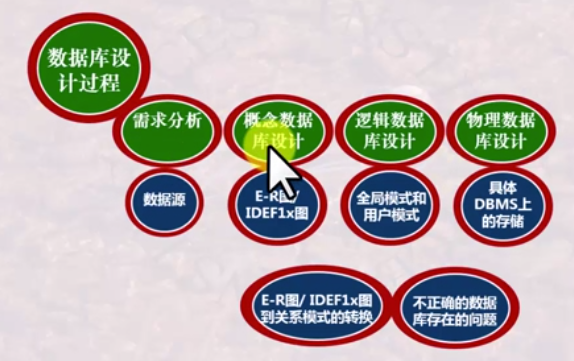 数据库设
计过程
需求分析
概念数据
库设计
逻辑数据
库设计
物理数据
库设计
数据源
E-R图/
IDEF1x图
全局模式和
用户模式
具体
DBMS上
的存储
E-R图/ IDEF1x图
到关系模式的转换
不正确的数据
库存在的问题